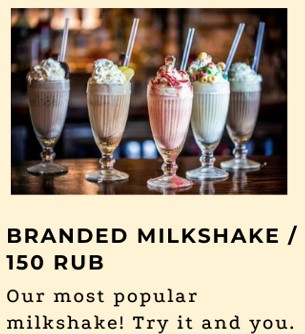 BRANDED MILKSHAKE /
150 RUB
Our most popular
milkshake! Try it and you.